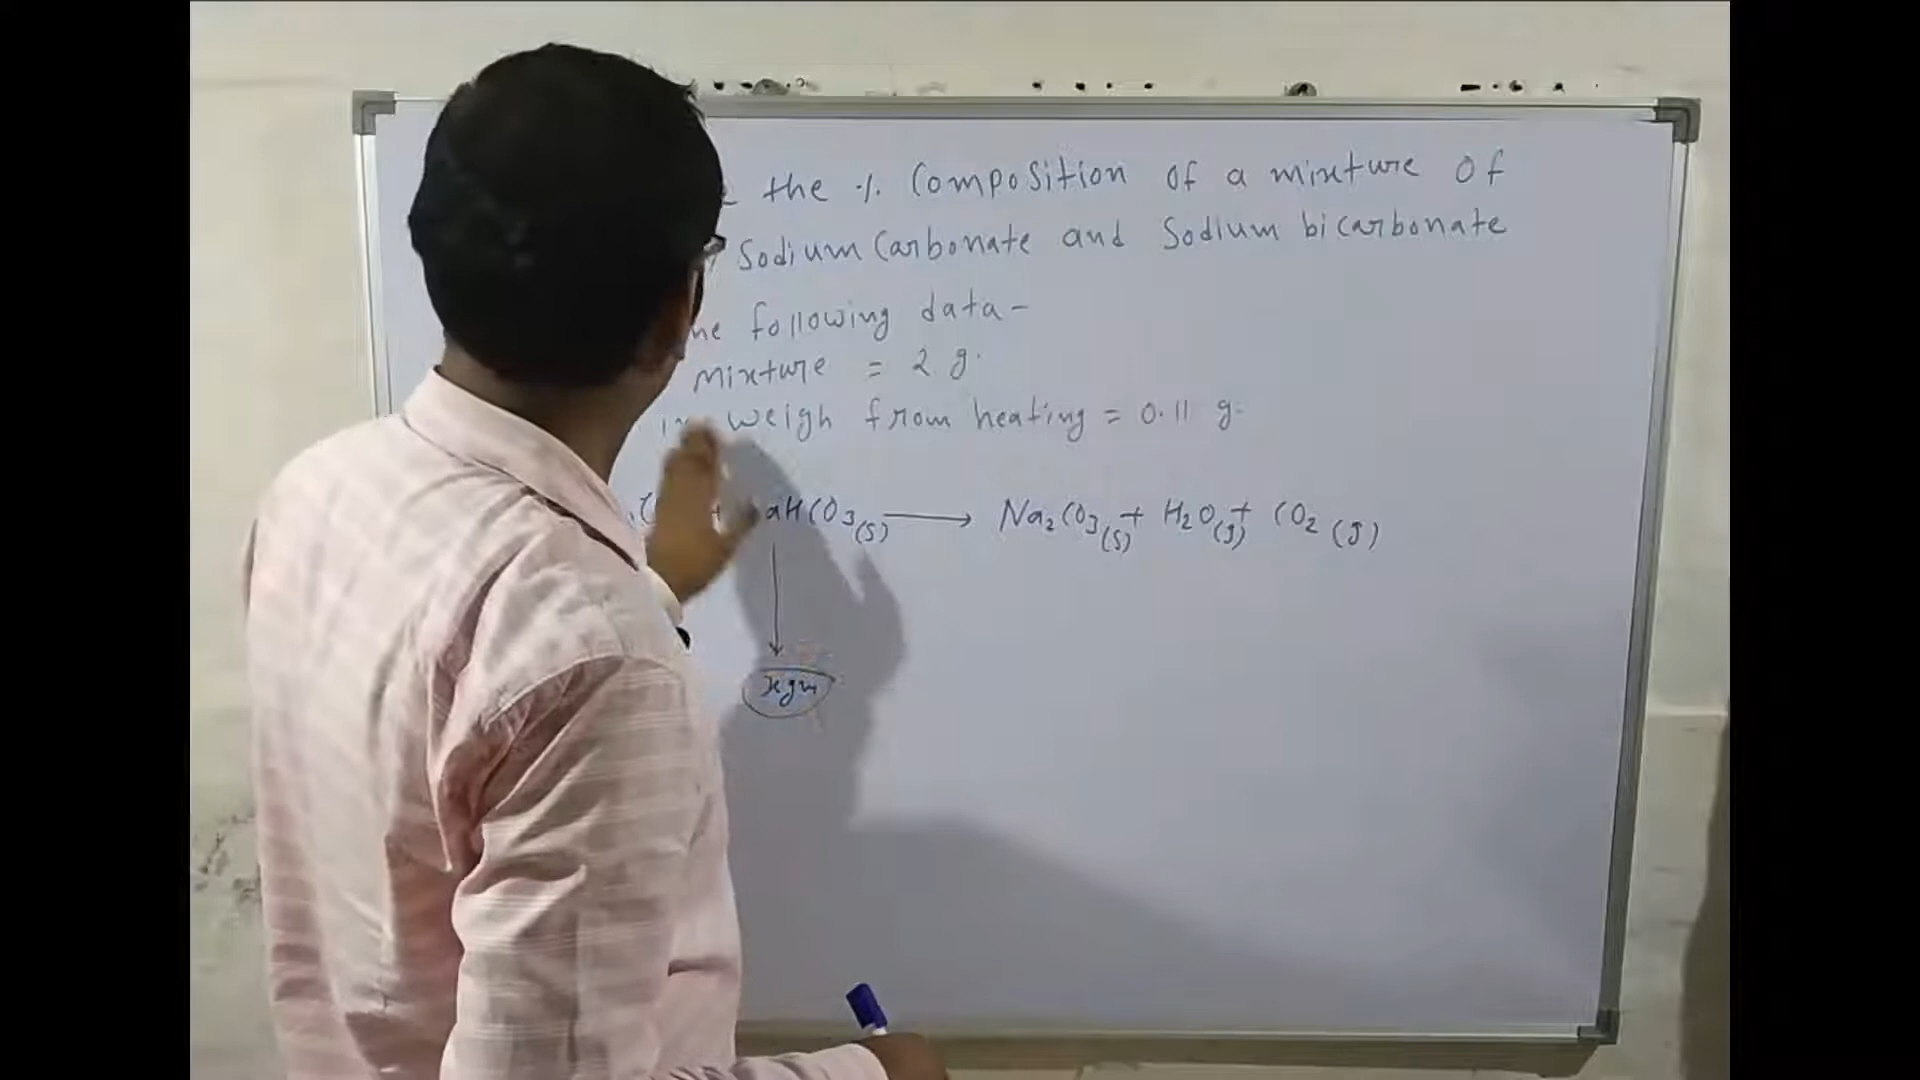 the %. Composition of a mixture of
Sodium Carbonate and Sodium bicarbonate
following data-
mixture = 2 g.
weigh from heating = 0.11 g.
+ aHCO3(s) ⟶ Na2CO3(s) + H2O(g) + CO2 (g)
xgm